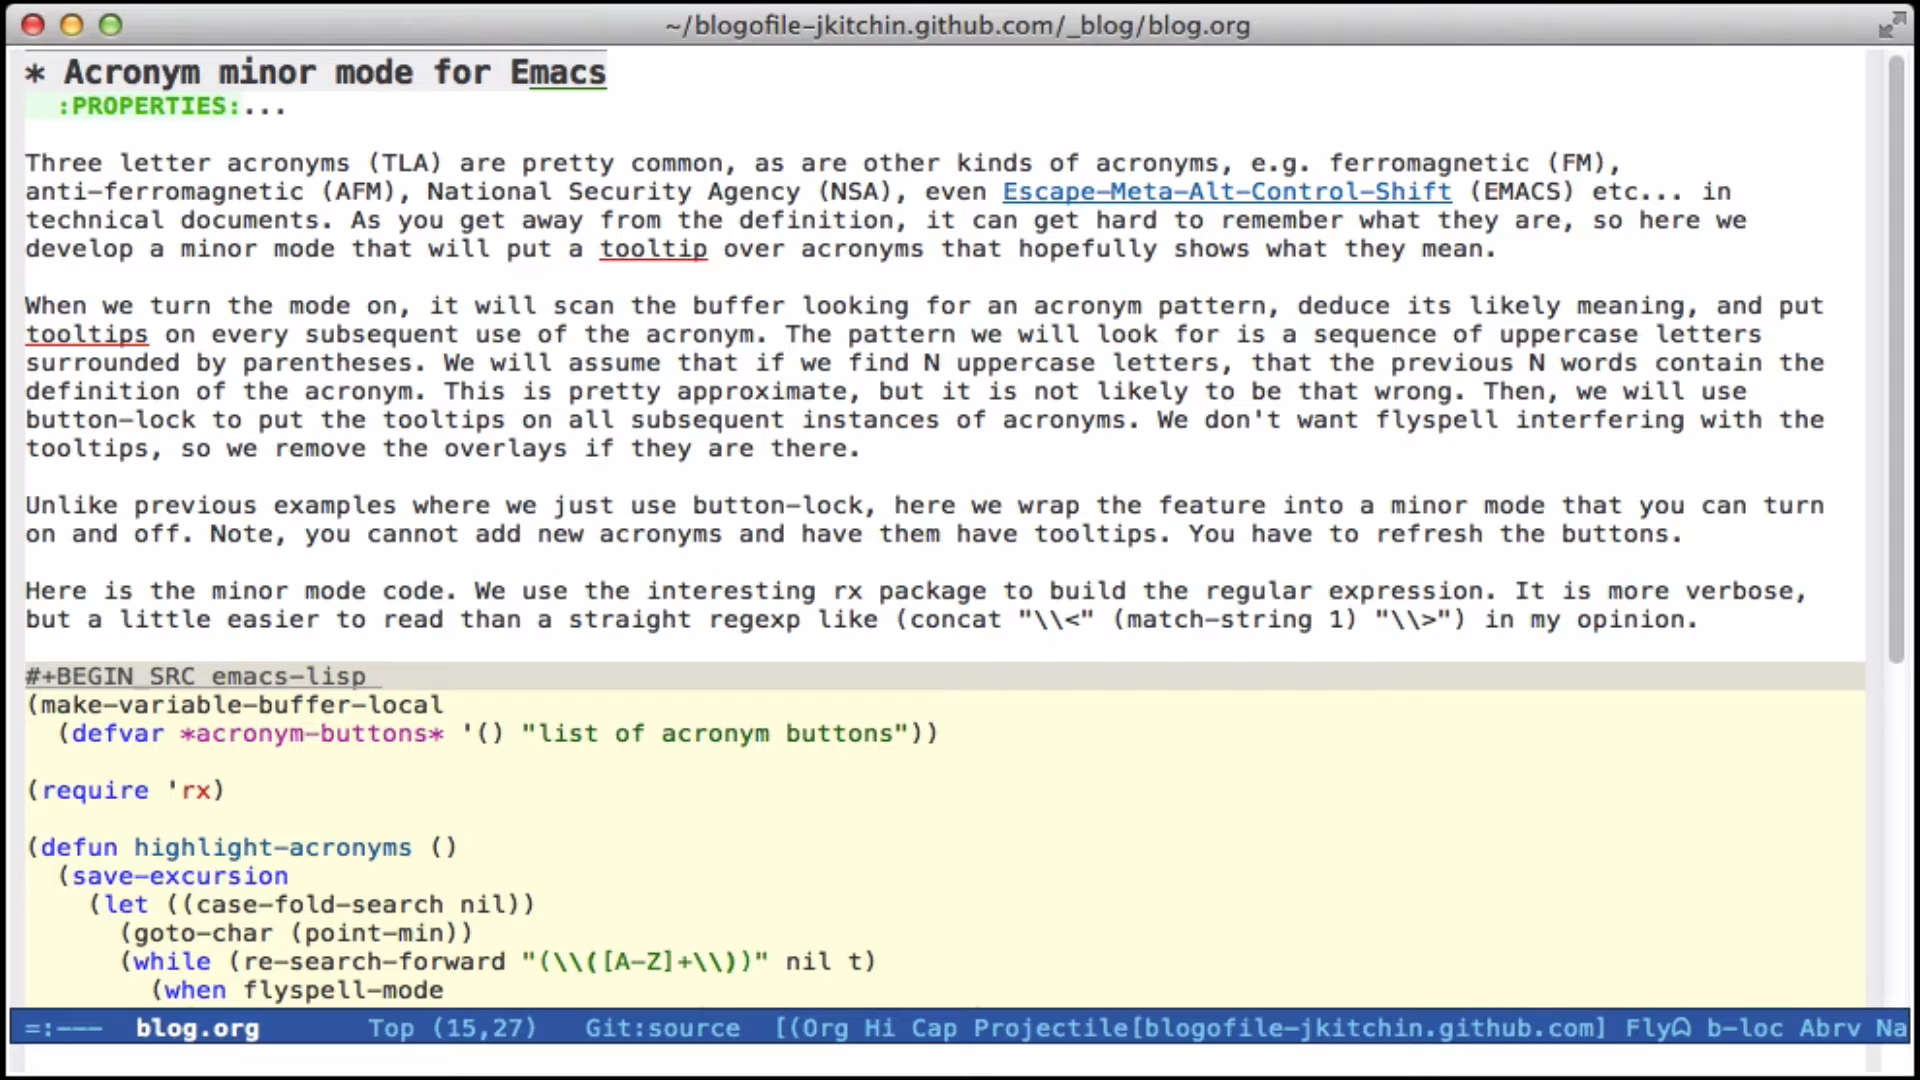 ~/blogofile-jkitchin.github.com/_blog/blog.org
* Acronym minor mode for Emacs
:PROPERTIES:...
Three letter acronyms (TLA) are pretty common, as are other kinds of acronyms, e.g. ferromagnetic (FM),
anti-ferromagnetic (AFM), National Security Agency (NSA), even Escape-Meta-Alt-Control-Shift (EMACS) etc... in
technical documents. As you get away from the definition, it can get hard to remember what they are, so here we
develop a minor mode that will put a tooltip over acronyms that hopefully shows what they mean.
When we turn the mode on, it will scan the buffer looking for an acronym pattern, deduce its likely meaning, and put
tooltips on every subsequent use of the acronym. The pattern we will look for is a sequence of uppercase letters
surrounded by parentheses. We will assume that if we find N uppercase letters, that the previous N words contain the
definition of the acronym. This is pretty approximate, but it is not likely to be that wrong. Then, we will use
button-lock to put the tooltips on all subsequent instances of acronyms. We don't want flyspell interfering with the
tooltips, so we remove the overlays if they are there.
Unlike previous examples where we just use button-lock, here we wrap the feature into a minor mode that you can turn
on and off. Note, you cannot add new acronyms and have them have tooltips. You have to refresh the buttons.
Here is the minor mode code. We use the interesting rx package to build the regular expression. It is more verbose,
but a little easier to read than a straight regexp like (concat "\\<" (match-string 1) "\\>") in my opinion.
#+BEGIN_SRC emacs-lisp
(make-variable-buffer-local
(defvar *acronym-buttons* '() "list of acronym buttons"))
(require 'rx)
(defun highlight-acronyms ()
(save-excursion
(let ((case-fold-search nil))
(goto-char (point-min))
(while (re-search-forward "(\\([A-Z]+\\))" nil t)
(when flyspell-mode
=:--- blog.org Top (15,27) Git:source [(Org Hi Cap Projectile[blogofile-jkitchin.github.com] Fly b-loc Abrv Na